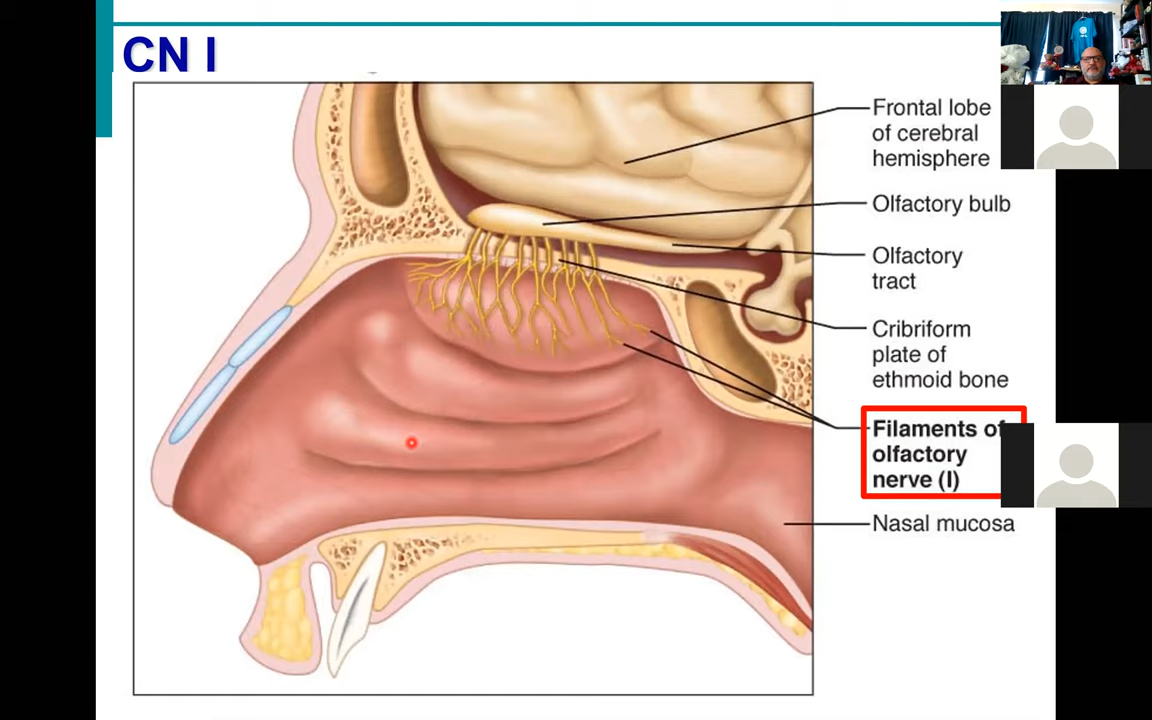 CN I
Frontal lobe
of cerebral
hemisphere
Olfactory bulb
Olfactory
tract
Cribriform
plate of
ethmoid bone
Filaments of
olfactory
nerve (I)
Nasal mucosa